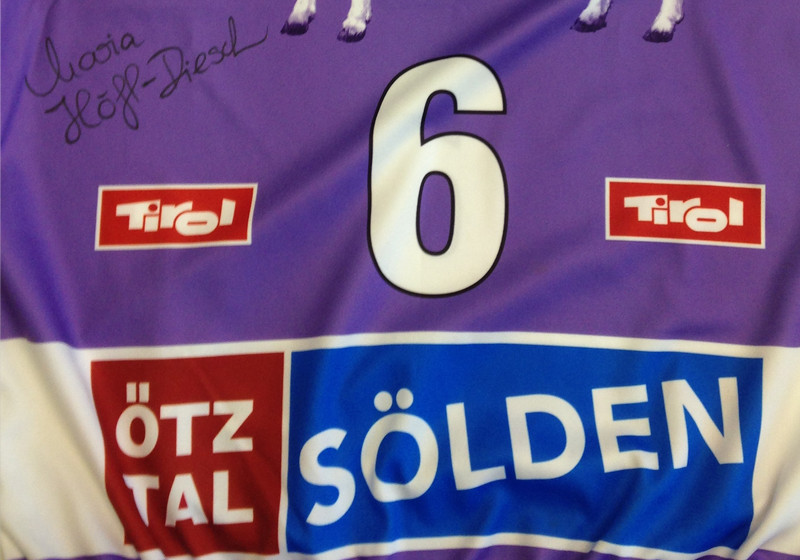 Maria
Höfl-Riesch
6
Tirol
Tirol
ÖTZ
TAL
SÖLDEN